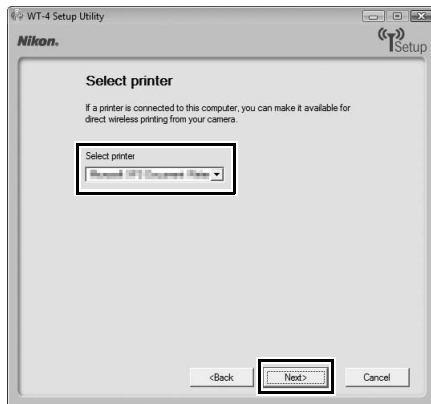 WT-4 Setup Utility
Nikon.
Setup
Select printer
If a printer is connected to this computer, you can make it available for
direct wireless printing from your camera.
Select printer
<Back
Next>
Cancel